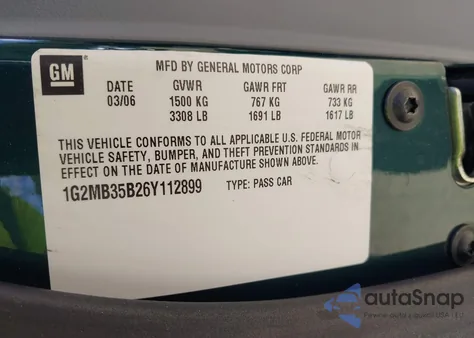 GM
MFD BY GENERAL MOTORS CORP
DATE GVWR GAWR FRT GAWR RR
03/06 1500 KG 767 KG 733 KG
3308 LB 1691 LB 1617 LB
THIS VEHICLE CONFORMS TO ALL APPLICABLE U.S. FEDERAL MOTOR
VEHICLE SAFETY, BUMPER, AND THEFT PREVENTION STANDARDS IN
EFFECT ON THE DATE OF MANUFACTURE SHOWN ABOVE.
1G2MB35B26Y112899 TYPE: PASS CAR
autaSnap